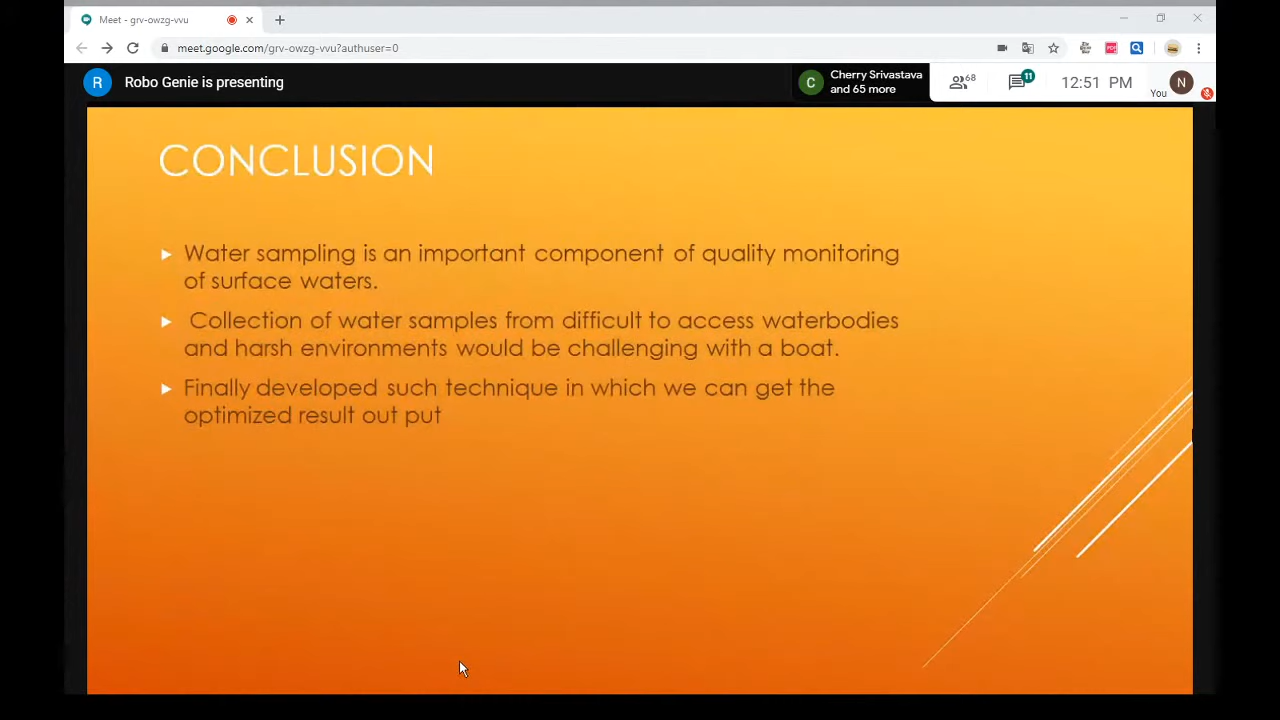 Meet - grv-owzg-vvu
meet.google.com/grv-owzg-vvu?authuser=0
R Robo Genie is presenting
C Cherry Srivastava
and 65 more
68
11
12:51 PM
You N
CONCLUSION
Water sampling is an important component of quality monitoring
of surface waters.
Collection of water samples from difficult to access waterbodies
and harsh environments would be challenging with a boat.
Finally developed such technique in which we can get the
optimized result out put